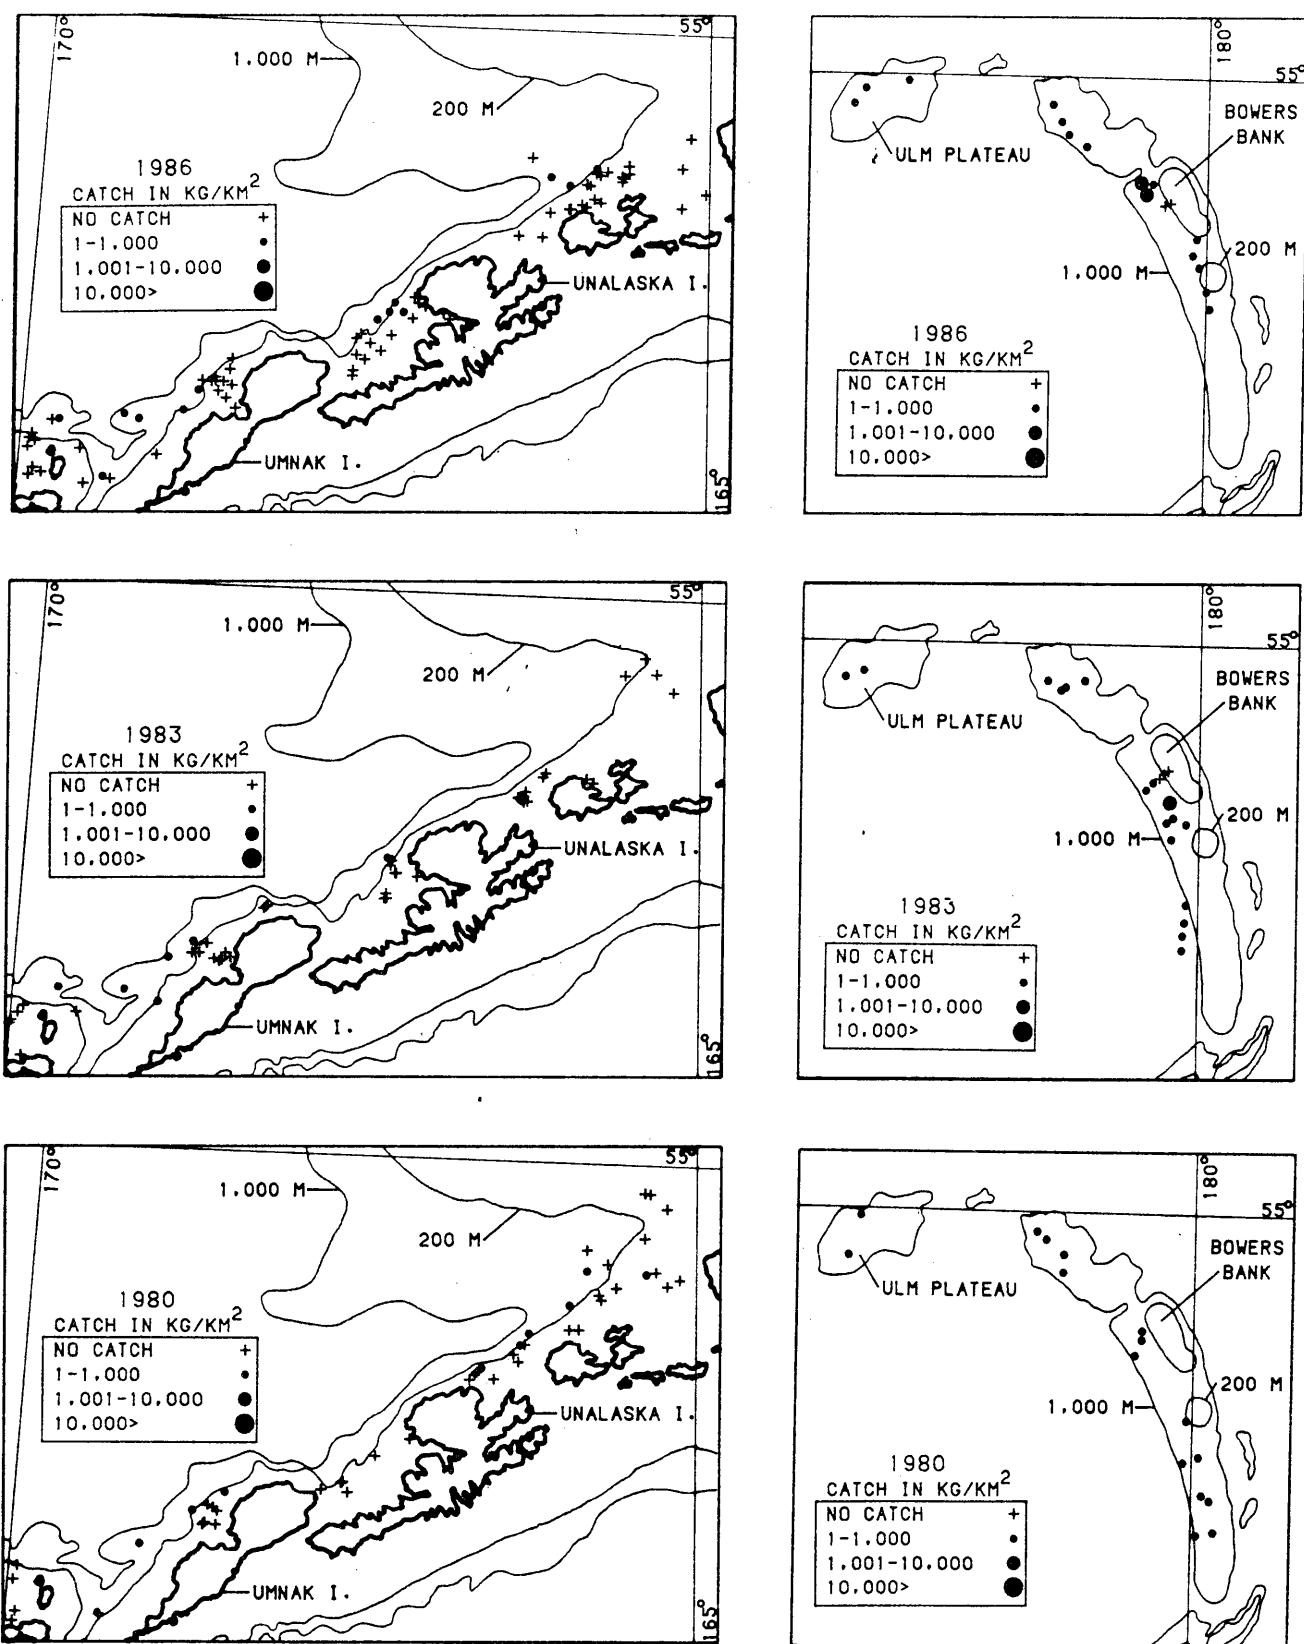 170°
55°
1.000 M
200 M
1986
CATCH IN KG/KM2
NO CATCH +
1-1.000
1.001-10.000
10.000>
UNALASKA I.
UMNAK I.
165°
180°
55°
BOWERS
BANK
ULM PLATEAU
200 M
1.000 M
1986
CATCH IN KG/KM2
NO CATCH +
1-1.000
1.001-10.000
10.000>
170°
55°
1.000 M
200 M
1983
CATCH IN KG/KM2
NO CATCH +
1-1.000
1.001-10.000
10.000>
UNALASKA I.
UMNAK I.
165°
180°
55°
BOWERS
BANK
ULM PLATEAU
200 M
1.000 M
1983
CATCH IN KG/KM2
NO CATCH +
1-1.000
1.001-10.000
10.000>
170°
55°
1.000 M
200 M
1980
CATCH IN KG/KM2
NO CATCH +
1-1.000
1.001-10.000
10.000>
UNALASKA I.
UMNAK I.
165°
180°
55°
BOWERS
BANK
ULM PLATEAU
200 M
1.000 M
1980
CATCH IN KG/KM2
NO CATCH +
1-1.000
1.001-10.000
10.000>